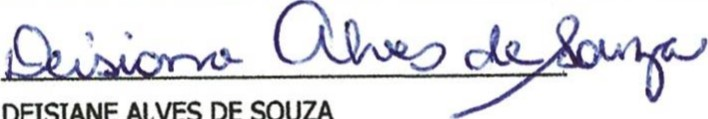 Deisiane Alves de Souza
DEISIANE ALVES DE SOUZA